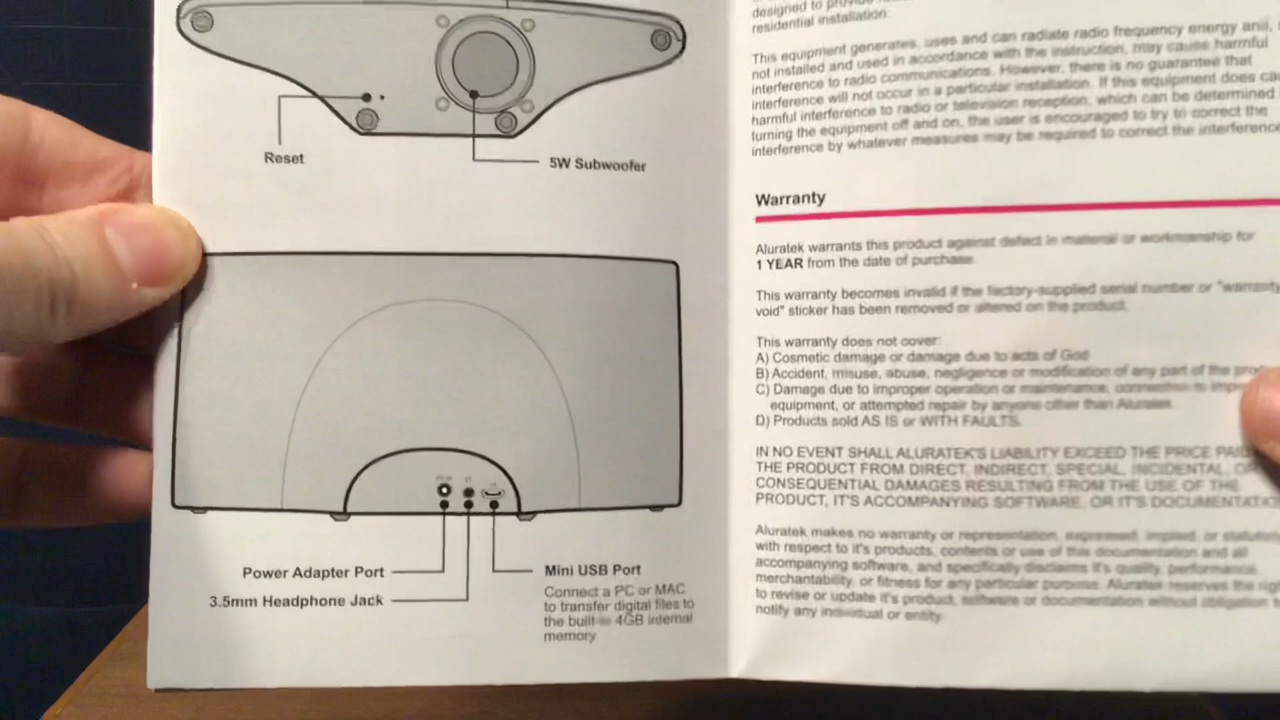 Reset
5W Subwoofer
Power Adapter Port
3.5mm Headphone Jack
Mini USB Port
Connect a PC or MAC
to transfer digital files to
the built-in 4GB internal
memory
designed to provide
residential installation.
This equipment generates, uses and can radiate radio frequency energy and,
not installed and used in accordance with the instruction, may cause harmful
interference to radio communications. However, there is no guarantee that
interference will not occur in a particular installation. If this equipment does
harmful interference to radio or television reception, which can be determined
turning the equipment off and on, the user is encouraged to try to correct the
interference by whatever measures may be required to correct the interference
Warranty
Aluratek warrants this product against defect in material or workmanship for
1 YEAR from the date of purchase.
This warranty becomes invalid if the factory-supplied serial number or "warranty
void" sticker has been removed or altered on the product.
This warranty does not cover:
A) Cosmetic damage or damage due to acts of God
B) Accident, misuse, abuse, negligence or modification of any part of the
C) Damage due to improper operation or maintenance, connection to
equipment, or attempted repair by anyone other than Aluratek.
D) Products sold AS IS or WITH FAULTS.
IN NO EVENT SHALL ALURATEK'S LIABILITY EXCEED THE PRICE PAID
THE PRODUCT FROM DIRECT, INDIRECT, SPECIAL, INCIDENTAL, OR
CONSEQUENTIAL DAMAGES RESULTING FROM THE USE OF THE
PRODUCT, IT'S ACCOMPANYING SOFTWARE, OR IT'S
Aluratek makes no warranty or representation, expressed, implied, or
with respect to it's products, contents or use of this documentation and all
accompanying software, and specifically disclaims it's quality, performance,
merchantability, or fitness for any particular purpose. Aluratek reserves the
to revise or update it's product, software or documentation without obligation
notify any individual or entity.